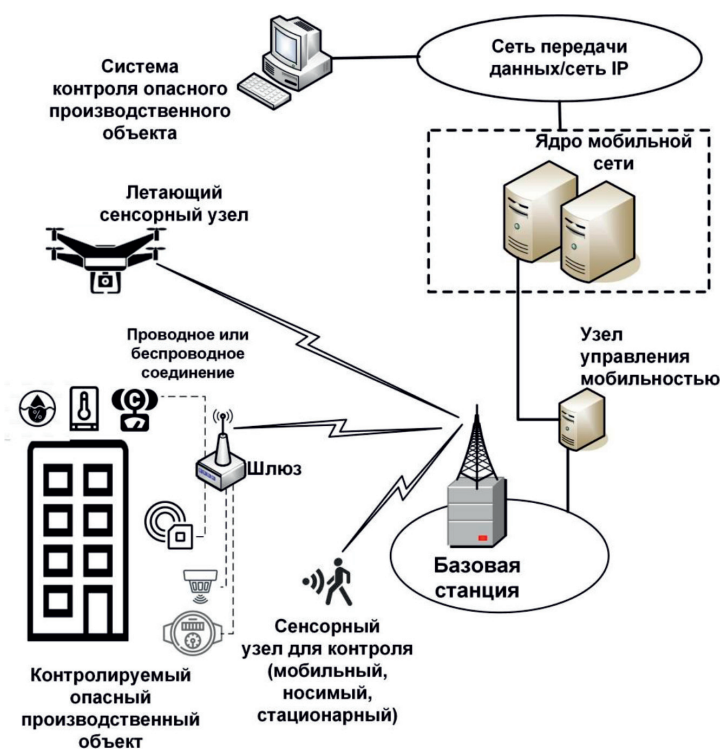 Система
контроля опасного
производственного
объекта
Сеть передачи
данных/сеть IP
Ядро мобильной
сети
Летающий
сенсорный узел
Проводное или
беспроводное
соединение
Узел
управления
мобильностью
%
C
Шлюз
Базовая
станция
Сенсорный
узел для контроля
(мобильный,
носимый,
стационарный)
Контролируемый
опасный
производственный
объект